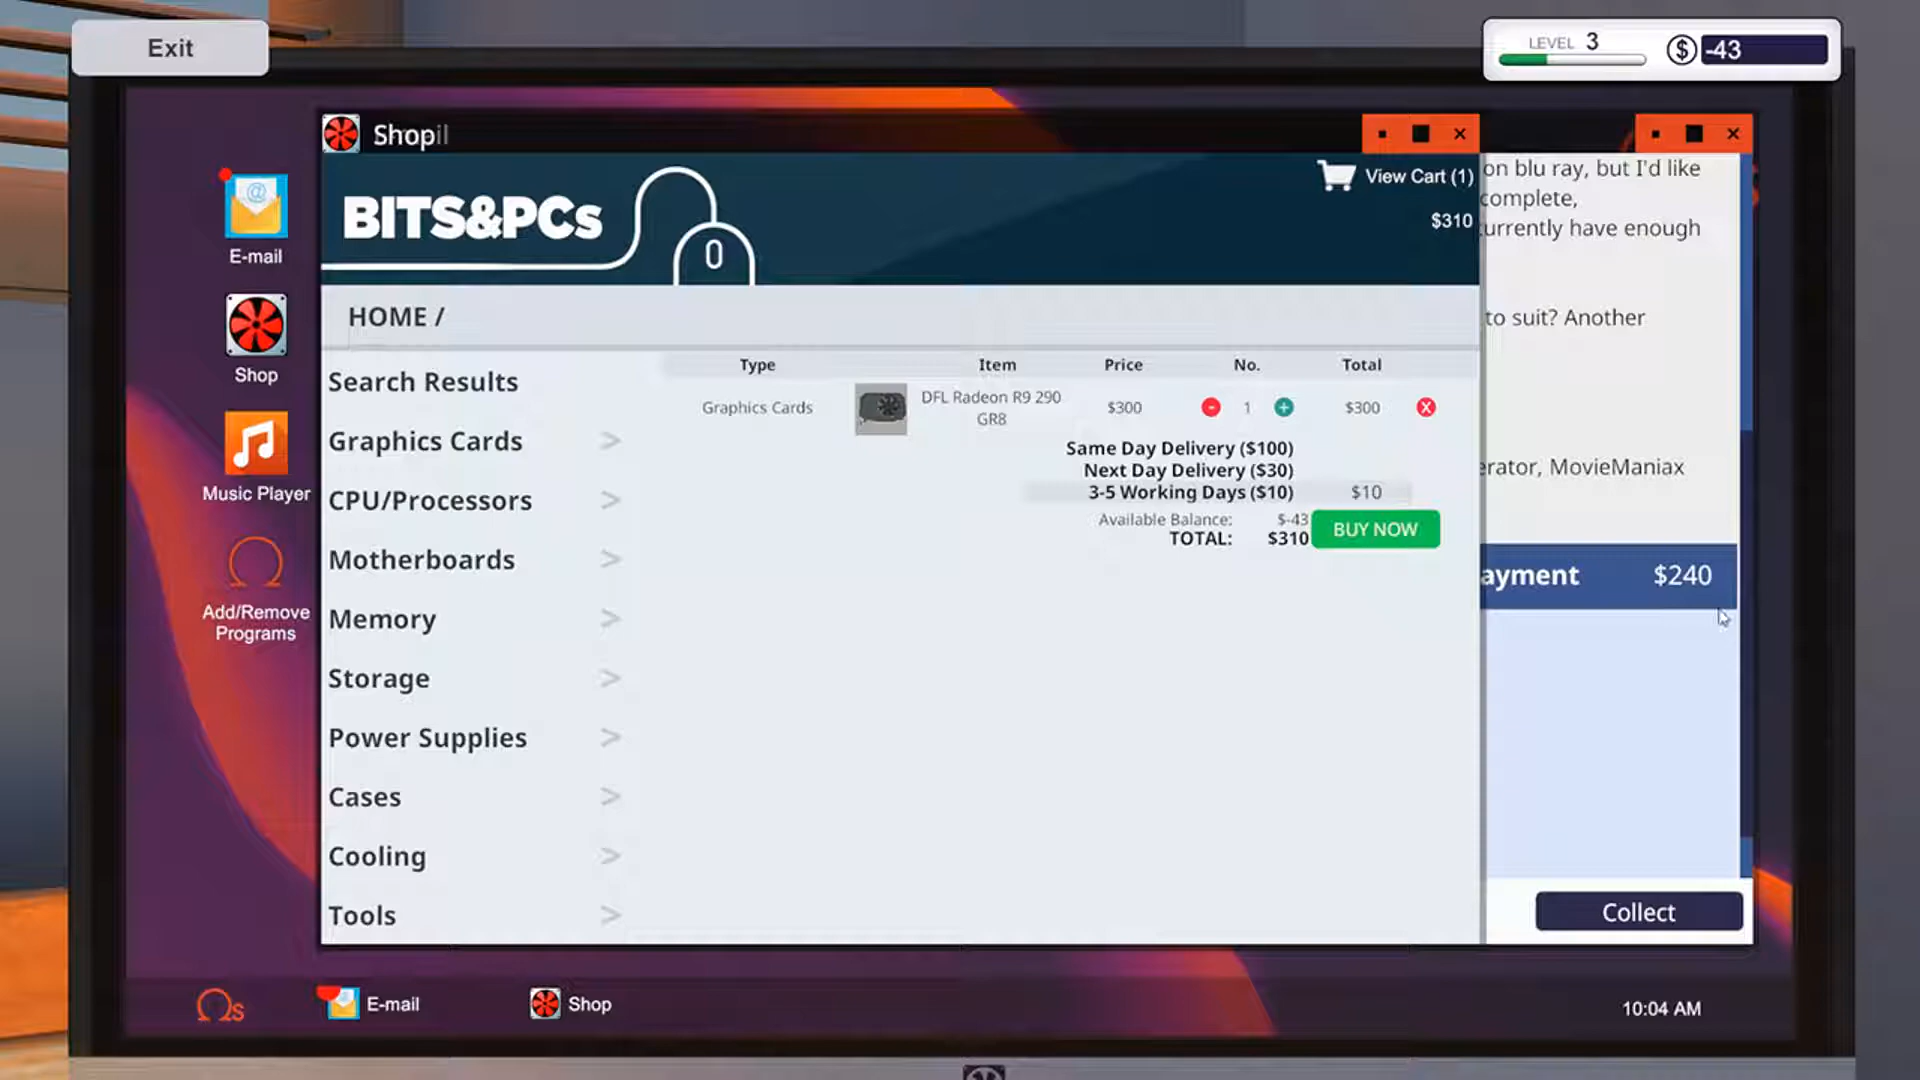 Exit
LEVEL 3
$ -43
Shop
BITS&PCs
View Cart (1)
$310
on blu ray, but I'd like
complete,
currently have enough
to suit? Another
erator, MovieManiax
ayment $240
Collect
E-mail
Shop
Music Player
Add/Remove
Programs
HOME /
Search Results
Graphics Cards >
CPU/Processors >
Motherboards >
Memory >
Storage >
Power Supplies >
Cases >
Cooling >
Tools >
Type Item Price No. Total
Graphics Cards DFL Radeon R9 290 GR8 $300 - 1 + $300 X
Same Day Delivery ($100)
Next Day Delivery ($30)
3-5 Working Days ($10) $10
Available Balance: $-43
TOTAL: $310
BUY NOW
Ωs
E-mail
Shop
10:04 AM